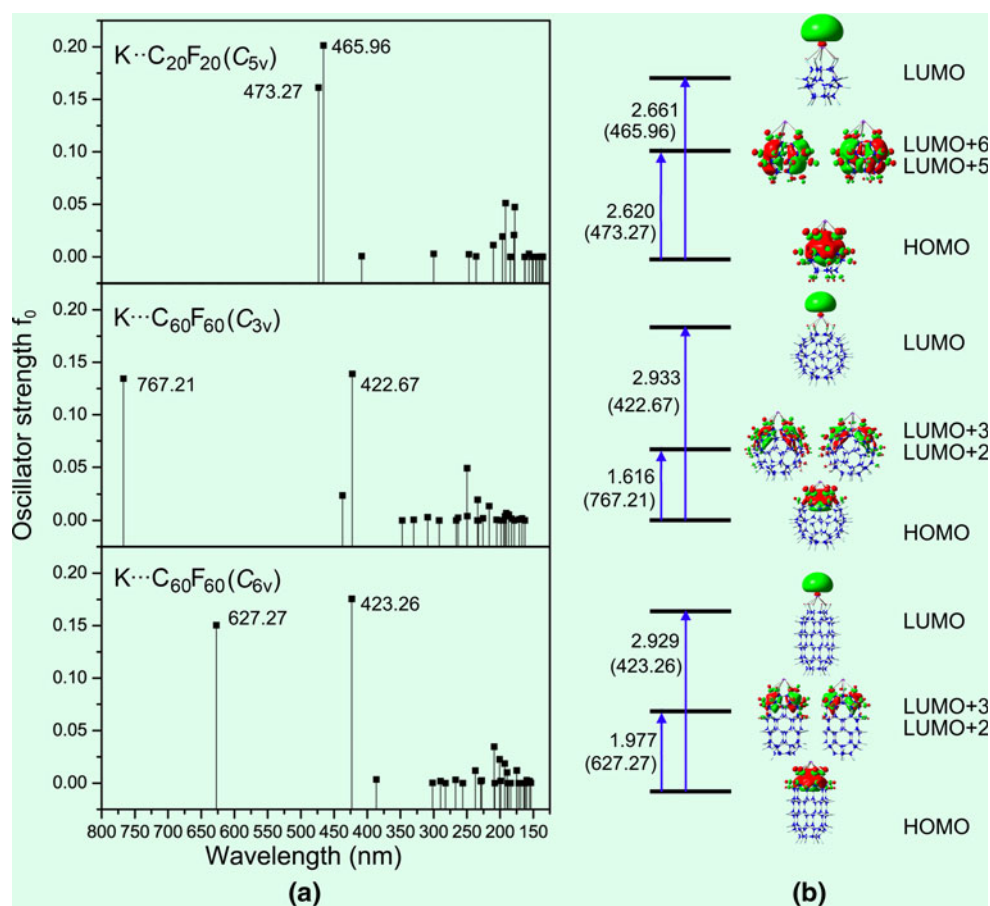 Oscillator strength f₀
0.20
0.15
0.10
0.05
0.00
K··C₂₀F₂₀(C₅ᵥ)
465.96
473.27
0.20
0.15
0.10
0.05
0.00
K···C₆₀F₆₀(C₃ᵥ)
767.21
422.67
0.20
0.15
0.10
0.05
0.00
K···C₆₀F₆₀(C₆ᵥ)
627.27
423.26
800 750 700 650 600 550 500 450 400 350 300 250 200 150
Wavelength (nm)
(a)
2.661
(465.96)
2.620
(473.27)
LUMO
LUMO+6
LUMO+5
HOMO
2.933
(422.67)
1.616
(767.21)
LUMO
LUMO+3
LUMO+2
HOMO
2.929
(423.26)
1.977
(627.27)
LUMO
LUMO+3
LUMO+2
HOMO
(b)